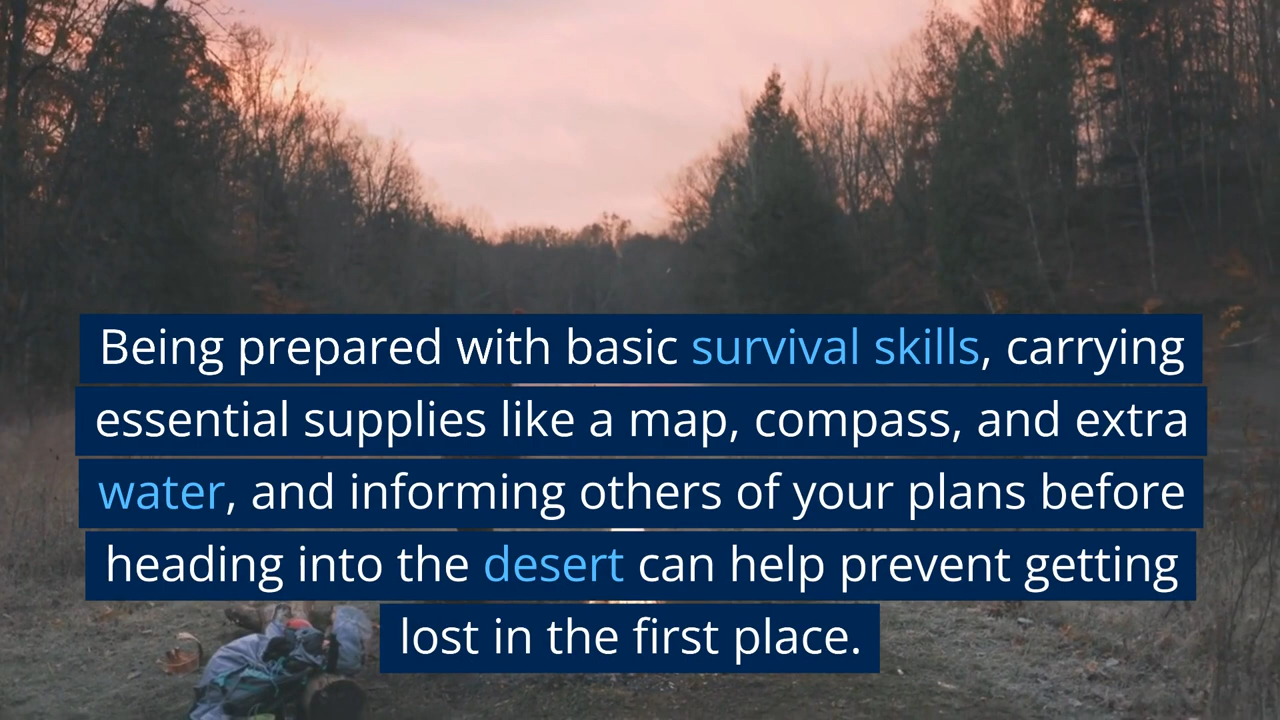 Being prepared with basic survival skills, carrying
essential supplies like a map, compass, and extra
water, and informing others of your plans before
heading into the desert can help prevent getting
lost in the first place.